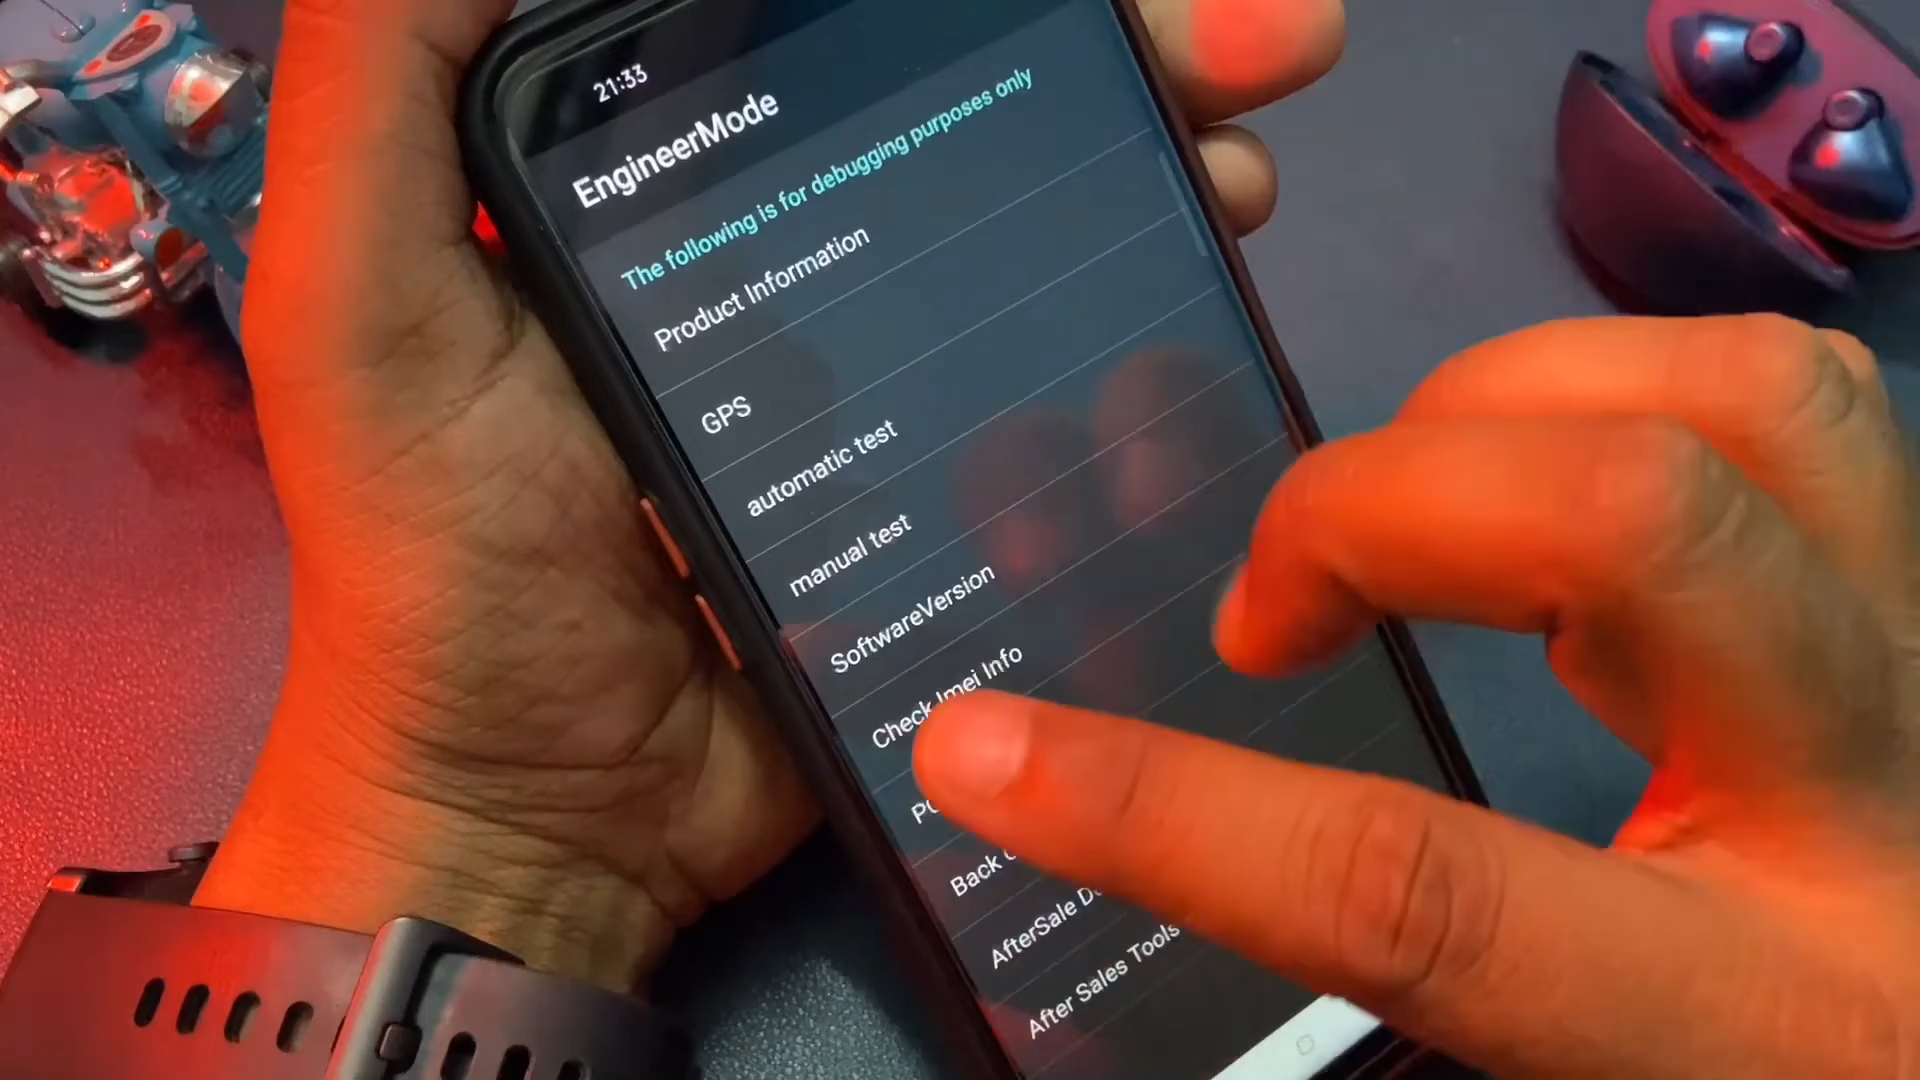 21:33
EngineerMode
The following is for debugging purposes only
Product Information
GPS
automatic test
manual test
SoftwareVersion
Check Imei Info
Back
AfterSale
After Sales Tools